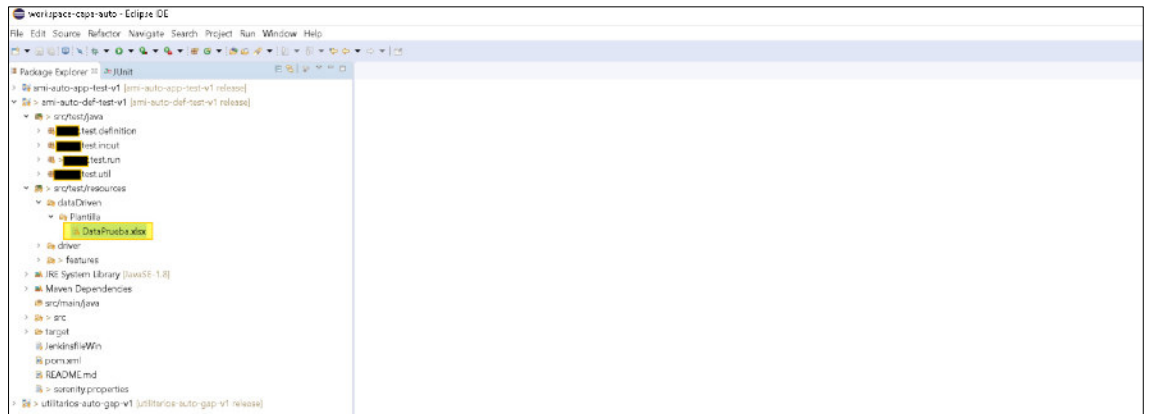 workspace-capa-auto - Eclipse IDE
File Edit Source Refactor Navigate Search Project Run Window Help
Package Explorer JUnit
ami-auto-app-test-v1 [ami-auto-app-test-v1 release]
> ami-auto-def-test-v1 [ami-auto-def-test-v1 release]
> src/test/java
test.definition
test.input
> .test.run
test.util
> src/test/resources
dataDriven
Plantilla
DataPrueba.xlsx
driver
> features
JRE System Library [JavaSE-1.8]
Maven Dependencies
src/main/java
> src
target
JenkinsfileWin
pom.xml
README.md
> serenity.properties
> utilitarios-auto-gap-v1 [utilitarios-auto-gap-v1 release]